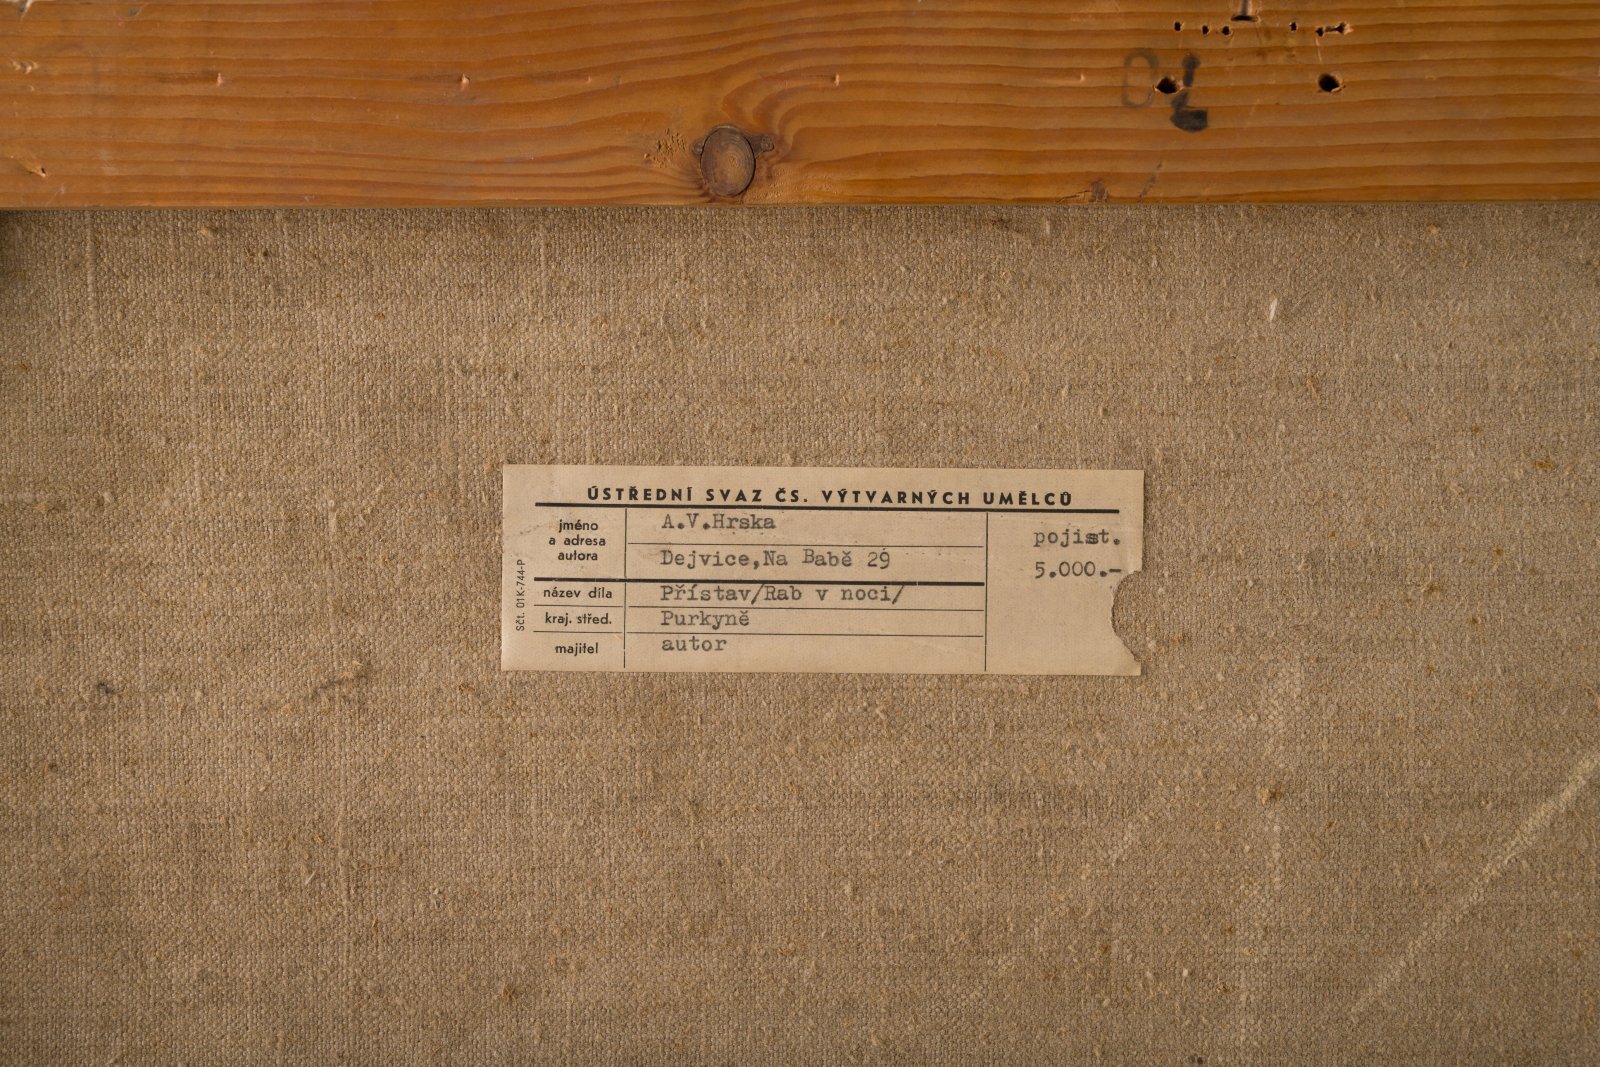 ÚSTŘEDNÍ SVAZ ČS. VÝTVARNÝCH UMĚLCŮ
jméno
a adresa
autora
A.V.Hrska
Dejvice,Na Babě 29
pojist.
5.000.-
název díla Přístav/Rab v noci/
kraj. střed. Purkyně
majitel autor
Sčt. 01K-744-P